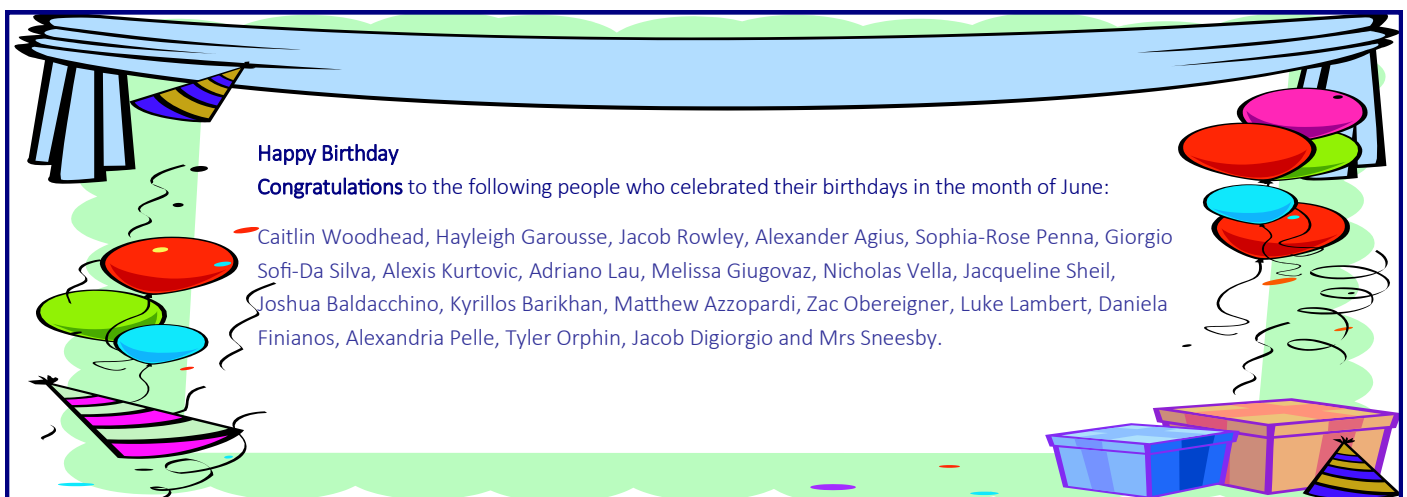 Happy Birthday
Congratulations to the following people who celebrated their birthdays in the month of June:
Caitlin Woodhead, Hayleigh Garousse, Jacob Rowley, Alexander Agius, Sophia-Rose Penna, Giorgio
Sofi-Da Silva, Alexis Kurtovic, Adriano Lau, Melissa Giugovaz, Nicholas Vella, Jacqueline Sheil,
Joshua Baldacchino, Kyrillos Barikhan, Matthew Azzopardi, Zac Obereigner, Luke Lambert, Daniela
Finianos, Alexandria Pelle, Tyler Orphin, Jacob Digiorgio and Mrs Sneesby.